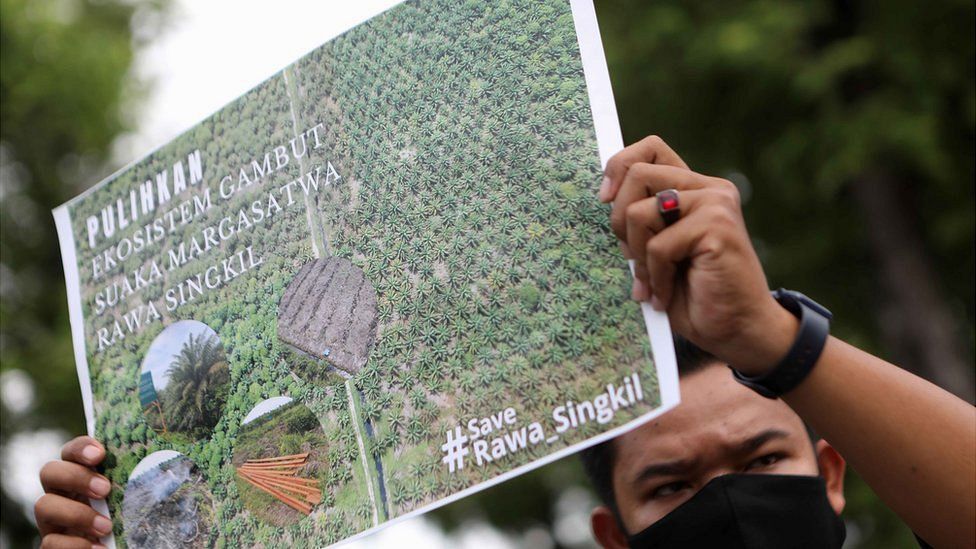 PULIHKAN
EKOSISTEM GAMBUT
SUAKA MARGASATWA
RAWA SINGKIL
#Save
Rawa_Singkil